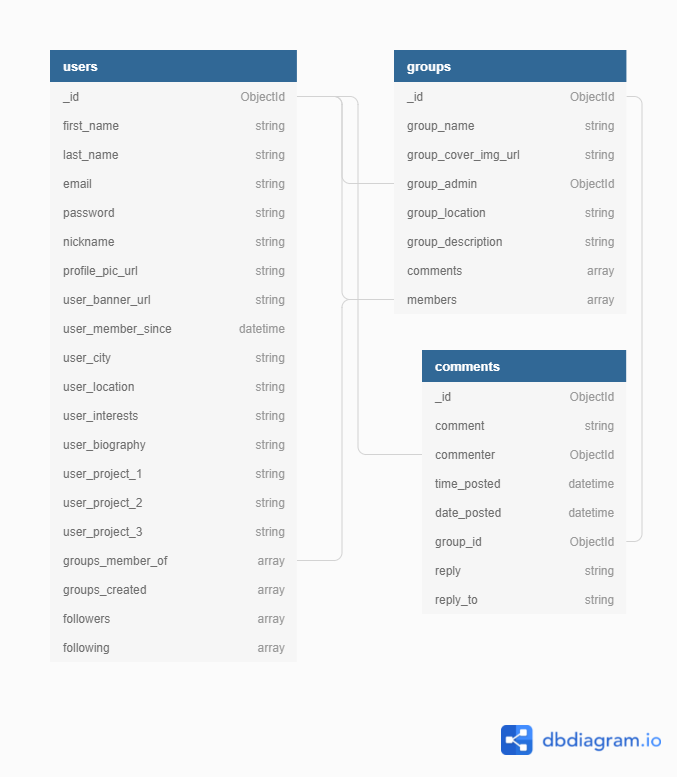 users
_id ObjectId
first_name string
last_name string
email string
password string
nickname string
profile_pic_url string
user_banner_url string
user_member_since datetime
user_city string
user_location string
user_interests string
user_biography string
user_project_1 string
user_project_2 string
user_project_3 string
groups_member_of array
groups_created array
followers array
following array
groups
_id ObjectId
group_name string
group_cover_img_url string
group_admin ObjectId
group_location string
group_description string
comments array
members array
comments
_id ObjectId
comment string
commenter ObjectId
time_posted datetime
date_posted datetime
group_id ObjectId
reply string
reply_to string
dbdiagram.io